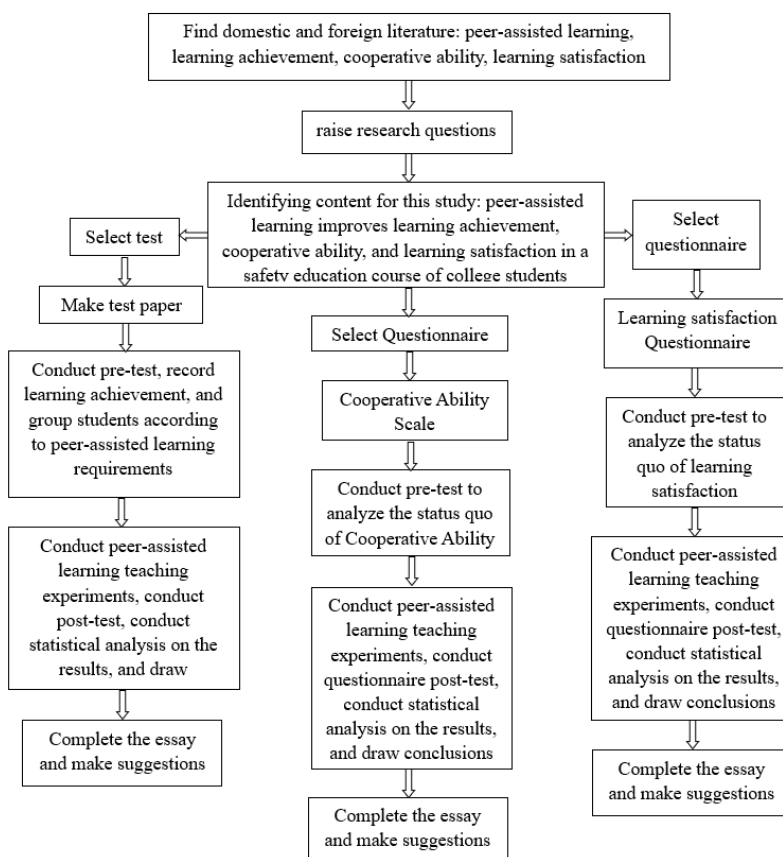 Find domestic and foreign literature: peer-assisted learning,
learning achievement, cooperative ability, learning satisfaction
raise research questions
Identifying content for this study: peer-assisted
learning improves learning achievement,
cooperative ability, and learning satisfaction in a
safety education course of college students
Select test
Make test paper
Conduct pre-test, record
learning achievement, and
group students according
to peer-assisted learning
requirements
Conduct peer-assisted
learning teaching
experiments, conduct
post-test, conduct
statistical analysis on the
results, and draw
Complete the essay
and make suggestions
Select Questionnaire
Cooperative Ability
Scale
Conduct pre-test to
analyze the status quo
of Cooperative Ability
Conduct peer-assisted
learning teaching
experiments, conduct
questionnaire post-test,
conduct statistical
analysis on the results,
and draw conclusions
Complete the essay
and make suggestions
Select
questionnaire
Learning satisfaction
Questionnaire
Conduct pre-test to
analyze the status
quo of learning
satisfaction
Conduct peer-assisted
learning teaching
experiments, conduct
questionnaire post-test,
conduct statistical
analysis on the results,
and draw conclusions
Complete the essay
and make suggestions